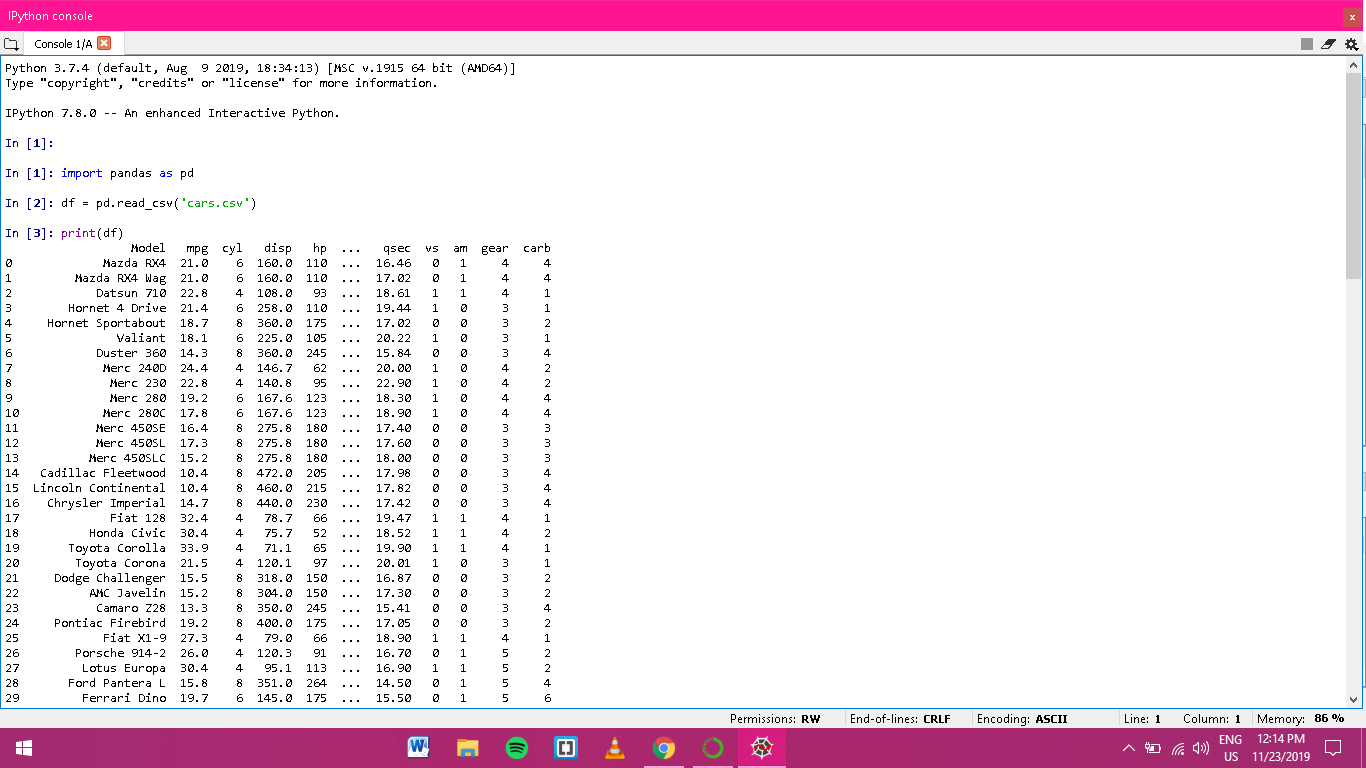 IPython console
Console 1/A
Python 3.7.4 (default, Aug  9 2019, 18:34:13) [MSC v.1915 64 bit (AMD64)]
Type "copyright", "credits" or "license" for more information.
IPython 7.8.0 -- An enhanced Interactive Python.
In [1]:
In [1]: import pandas as pd
In [2]: df = pd.read_csv('cars.csv')
In [3]: print(df)
                  Model   mpg  cyl   disp   hp  ...   qsec  vs  am  gear  carb
0             Mazda RX4  21.0    6  160.0  110  ...  16.46   0   1     4     4
1         Mazda RX4 Wag  21.0    6  160.0  110  ...  17.02   0   1     4     4
2            Datsun 710  22.8    4  108.0   93  ...  18.61   1   1     4     1
3        Hornet 4 Drive  21.4    6  258.0  110  ...  19.44   1   0     3     1
4     Hornet Sportabout  18.7    8  360.0  175  ...  17.02   0   0     3     2
5               Valiant  18.1    6  225.0  105  ...  20.22   1   0     3     1
6            Duster 360  14.3    8  360.0  245  ...  15.84   0   0     3     4
7             Merc 240D  24.4    4  146.7   62  ...  20.00   1   0     4     2
8              Merc 230  22.8    4  140.8   95  ...  22.90   1   0     4     2
9              Merc 280  19.2    6  167.6  123  ...  18.30   1   0     4     4
10            Merc 280C  17.8    6  167.6  123  ...  18.90   1   0     4     4
11           Merc 450SE  16.4    8  275.8  180  ...  17.40   0   0     3     3
12           Merc 450SL  17.3    8  275.8  180  ...  17.60   0   0     3     3
13          Merc 450SLC  15.2    8  275.8  180  ...  18.00   0   0     3     3
14   Cadillac Fleetwood  10.4    8  472.0  205  ...  17.98   0   0     3     4
15  Lincoln Continental  10.4    8  460.0  215  ...  17.82   0   0     3     4
16    Chrysler Imperial  14.7    8  440.0  230  ...  17.42   0   0     3     4
17             Fiat 128  32.4    4   78.7   66  ...  19.47   1   1     4     1
18          Honda Civic  30.4    4   75.7   52  ...  18.52   1   1     4     2
19       Toyota Corolla  33.9    4   71.1   65  ...  19.90   1   1     4     1
20        Toyota Corona  21.5    4  120.1   97  ...  20.01   1   0     3     1
21     Dodge Challenger  15.5    8  318.0  150  ...  16.87   0   0     3     2
22          AMC Javelin  15.2    8  304.0  150  ...  17.30   0   0     3     2
23           Camaro Z28  13.3    8  350.0  245  ...  15.41   0   0     3     4
24     Pontiac Firebird  19.2    8  400.0  175  ...  17.05   0   0     3     2
25            Fiat X1-9  27.3    4   79.0   66  ...  18.90   1   1     4     1
26        Porsche 914-2  26.0    4  120.3   91  ...  16.70   0   1     5     2
27         Lotus Europa  30.4    4   95.1  113  ...  16.90   1   1     5     2
28       Ford Pantera L  15.8    8  351.0  264  ...  14.50   0   1     5     4
29         Ferrari Dino  19.7    6  145.0  175  ...  15.50   0   1     5     6
Permissions: RW End-of-lines: CRLF Encoding: ASCII Line: 1 Column: 1 Memory: 86 %
ENG 12:14 PM
US 11/23/2019